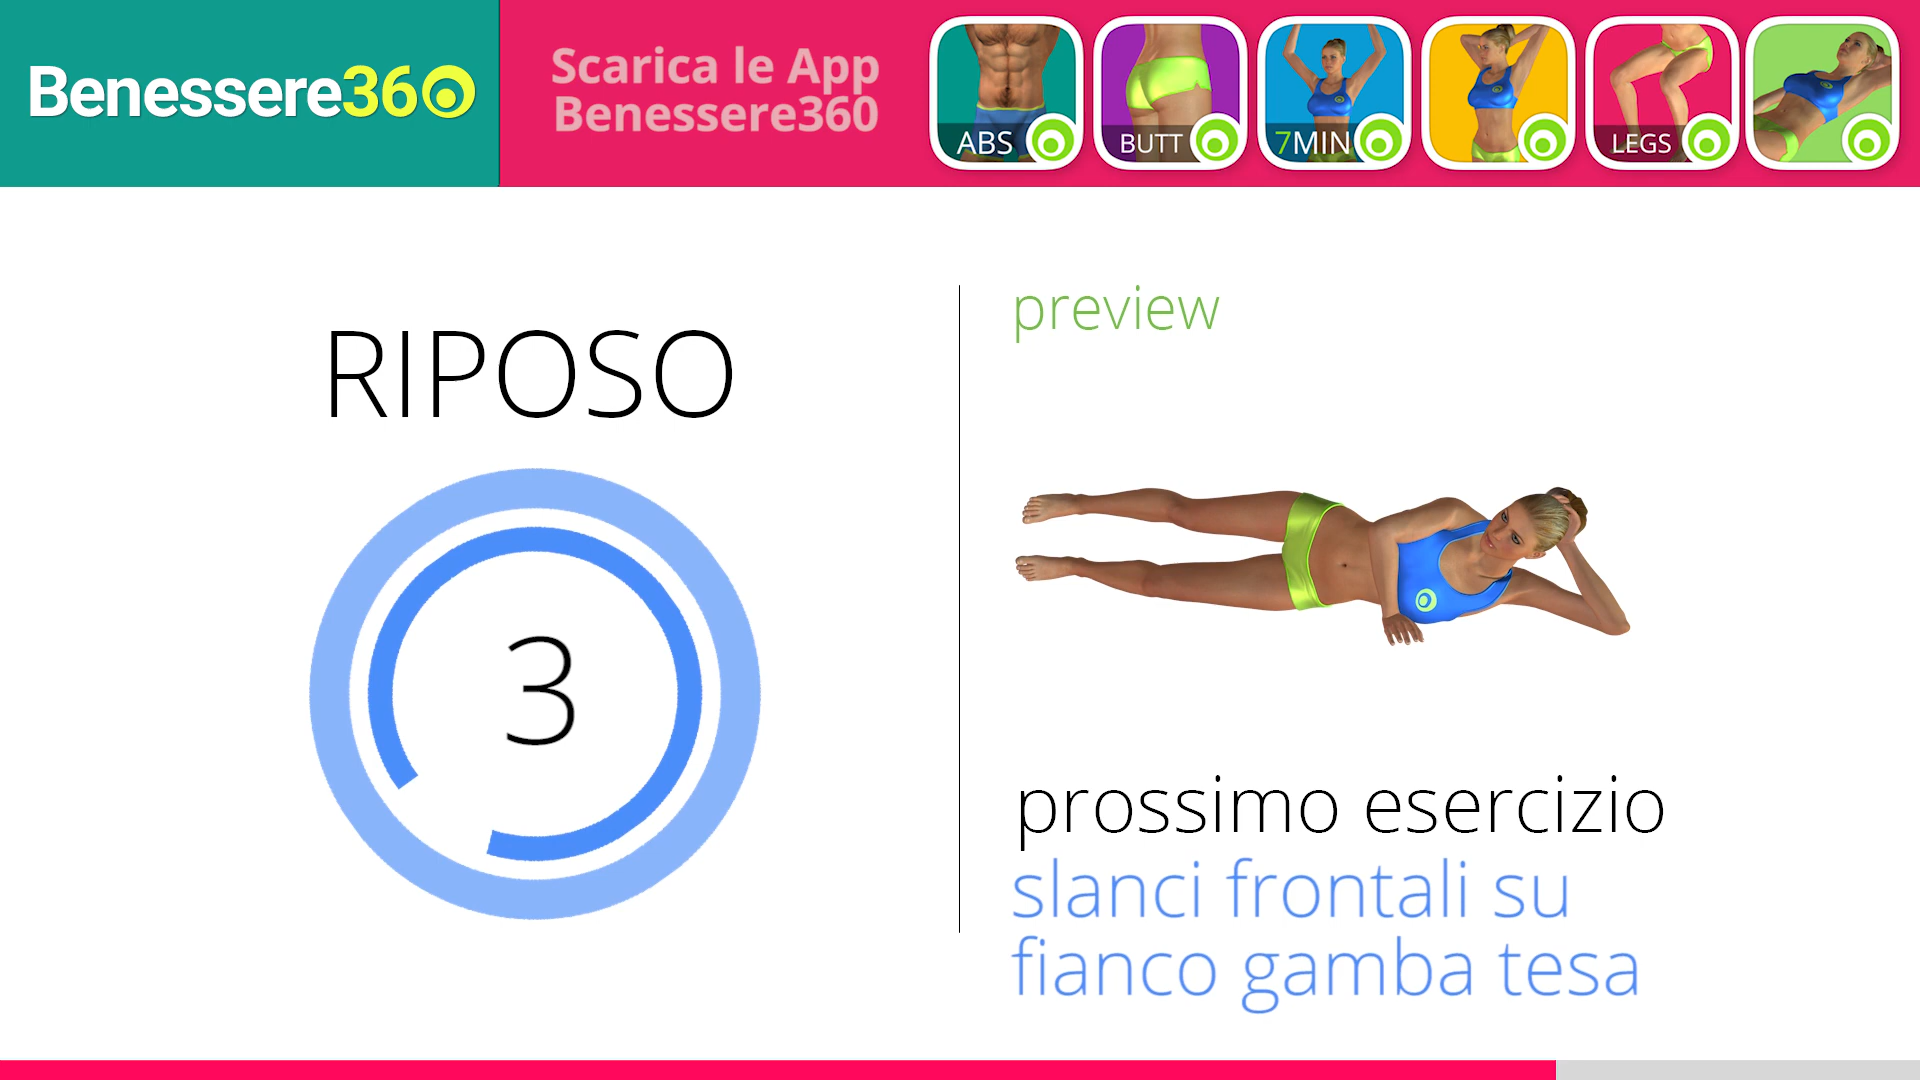 Benessere360
Scarica le App
Benessere360
ABS
BUTT
7MIN
LEGS
RIPOSO
3
preview
prossimo esercizio
slanci frontali su
fianco gamba tesa